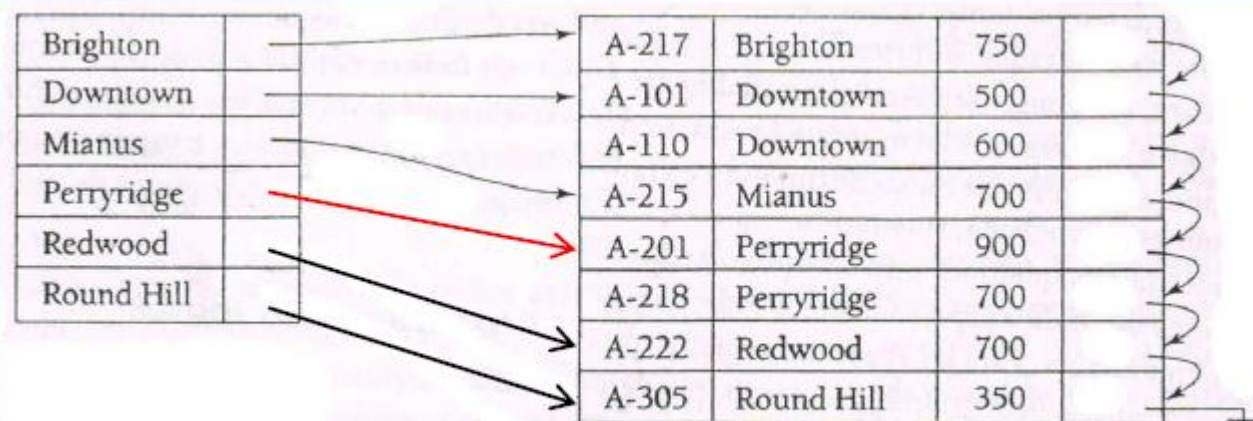 Brighton
Downtown
Mianus
Perryridge
Redwood
Round Hill
A-217 Brighton 750
A-101 Downtown 500
A-110 Downtown 600
A-215 Mianus 700
A-201 Perryridge 900
A-218 Perryridge 700
A-222 Redwood 700
A-305 Round Hill 350